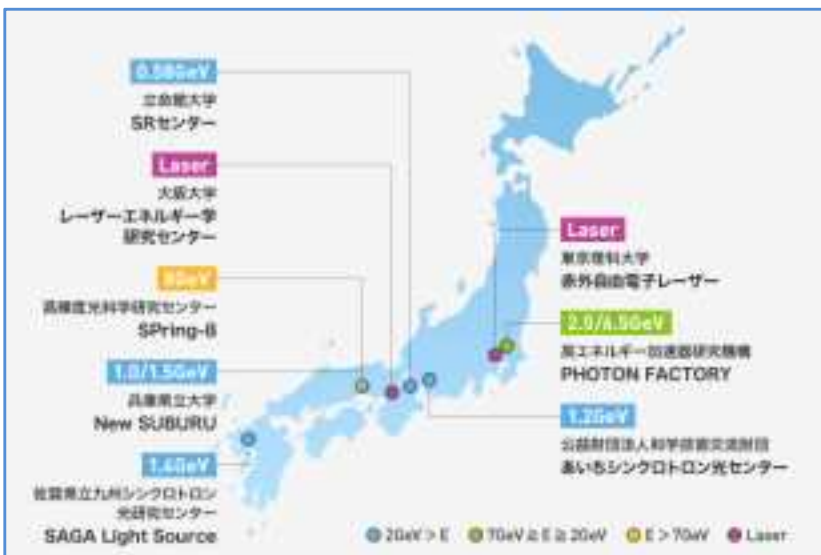 0.58GeV
立命館大学
SRセンター
Laser
大阪大学
レーザーエネルギー学
研究センター
8GeV
高輝度光科学研究センター
SPring-8
1.0/1.5GeV
兵庫県立大学
New SUBURU
1.4GeV
佐賀県立九州シンクロトロン
光研究センター
SAGA Light Source
Laser
東京理科大学
赤外自由電子レーザー
2.5/6.5GeV
高エネルギー加速器研究機構
PHOTON FACTORY
1.2GeV
公益財団法人科学技術交流財団
あいちシンクロトロン光センター
2GeV > E
7GeV ≧ E ≧ 2GeV
E > 7GeV
Laser